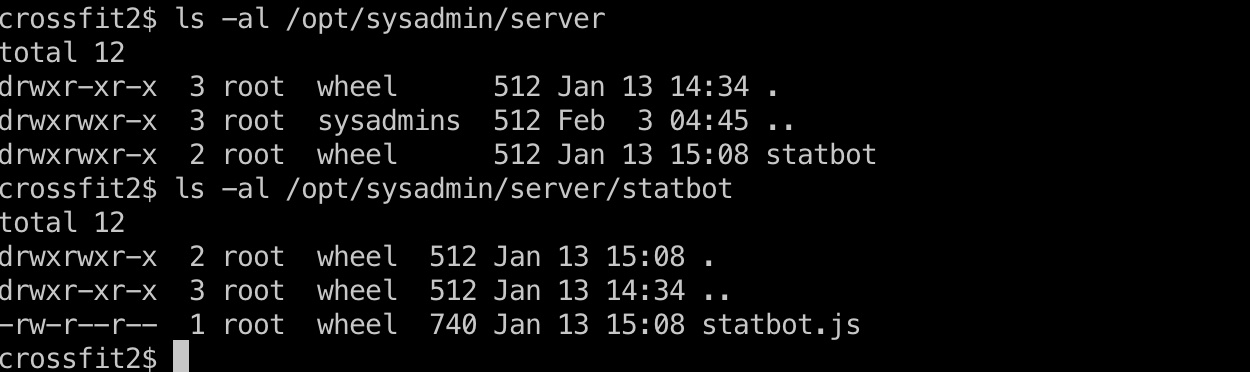 crossfit2$ ls -al /opt/sysadmin/server
total 12
drwxr-xr-x  3 root  wheel      512 Jan 13 14:34 .
drwxrwxr-x  3 root  sysadmins  512 Feb  3 04:45 ..
drwxrwxr-x  2 root  wheel      512 Jan 13 15:08 statbot
crossfit2$ ls -al /opt/sysadmin/server/statbot
total 12
drwxrwxr-x  2 root  wheel  512 Jan 13 15:08 .
drwxr-xr-x  3 root  wheel  512 Jan 13 14:34 ..
-rw-r--r--  1 root  wheel  740 Jan 13 15:08 statbot.js
crossfit2$